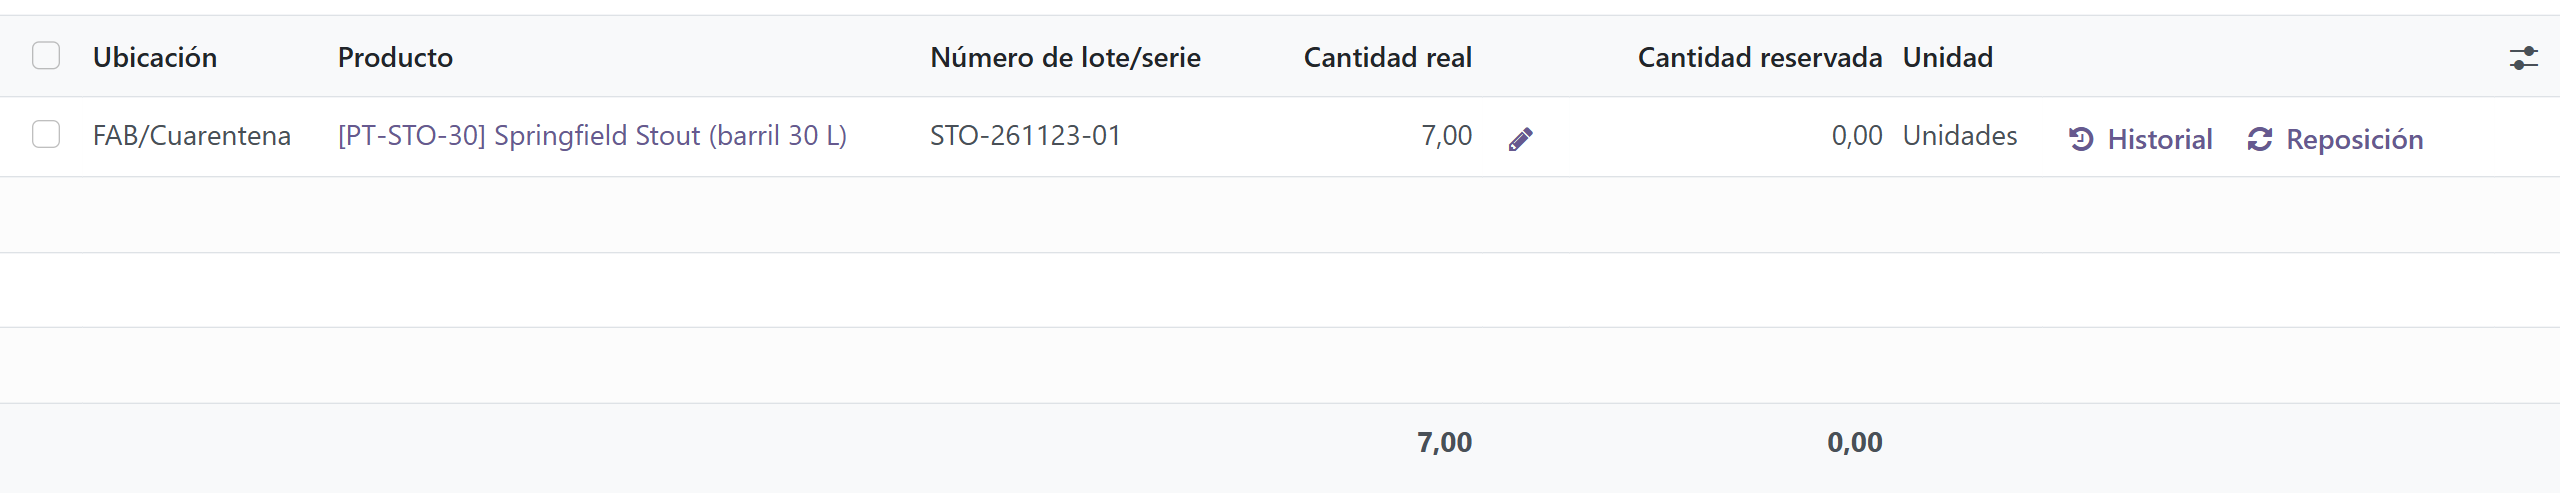 Ubicación Producto Número de lote/serie Cantidad real Cantidad reservada Unidad
FAB/Cuarentena [PT-STO-30] Springfield Stout (barril 30 L) STO-261123-01 7,00 0,00 Unidades Historial Reposición
7,00 0,00